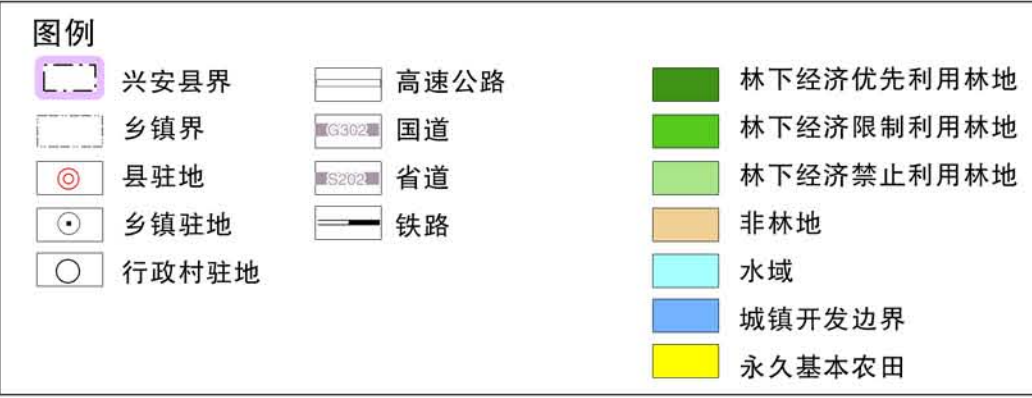 图例
兴安县界
乡镇界
县驻地
乡镇驻地
行政村驻地
高速公路
G302 国道
S202 省道
铁路
林下经济优先利用林地
林下经济限制利用林地
林下经济禁止利用林地
非林地
水域
城镇开发边界
永久基本农田